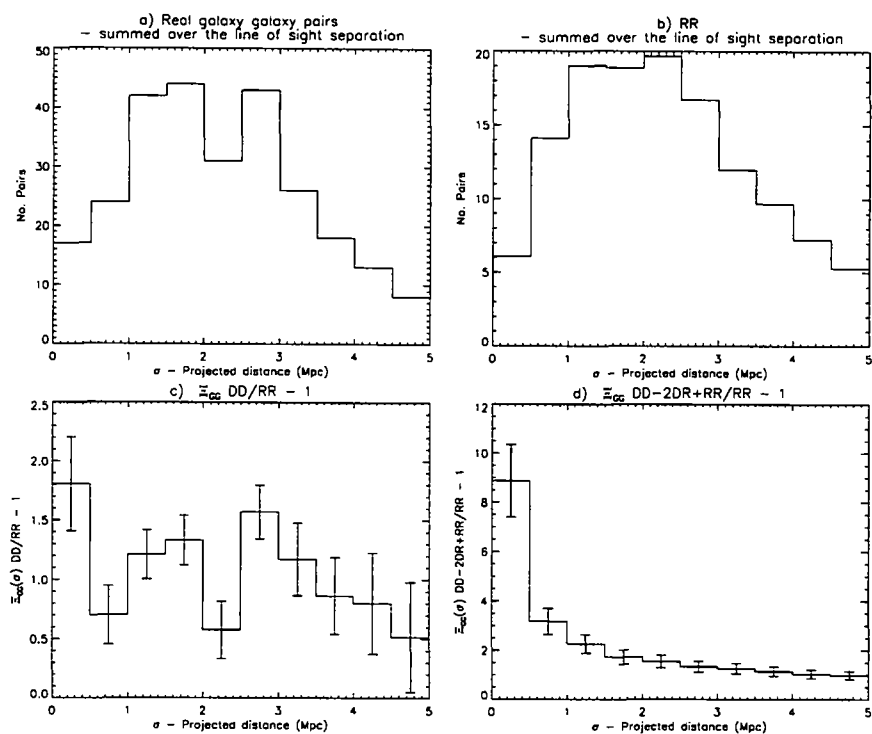 a) Real galaxy galaxy pairs
– summed over the line of sight separation
50
40
30
20
10
0
No. Pairs
0 1 2 3 4 5
σ – Projected distance (Mpc)
b) RR
– summed over the line of sight separation
20
15
10
5
0
No. Pairs
0 1 2 3 4 5
σ – Projected distance (Mpc)
c) Ξ_GG DD/RR – 1
2.5
2.0
1.5
1.0
0.5
0.0
Ξ_GG(σ) DD/RR – 1
0 1 2 3 4 5
σ – Projected distance (Mpc)
d) Ξ_GG DD–2DR+RR/RR – 1
12
10
8
6
4
2
0
Ξ_GG(σ) DD–2DR+RR/RR – 1
0 1 2 3 4 5
σ – Projected distance (Mpc)